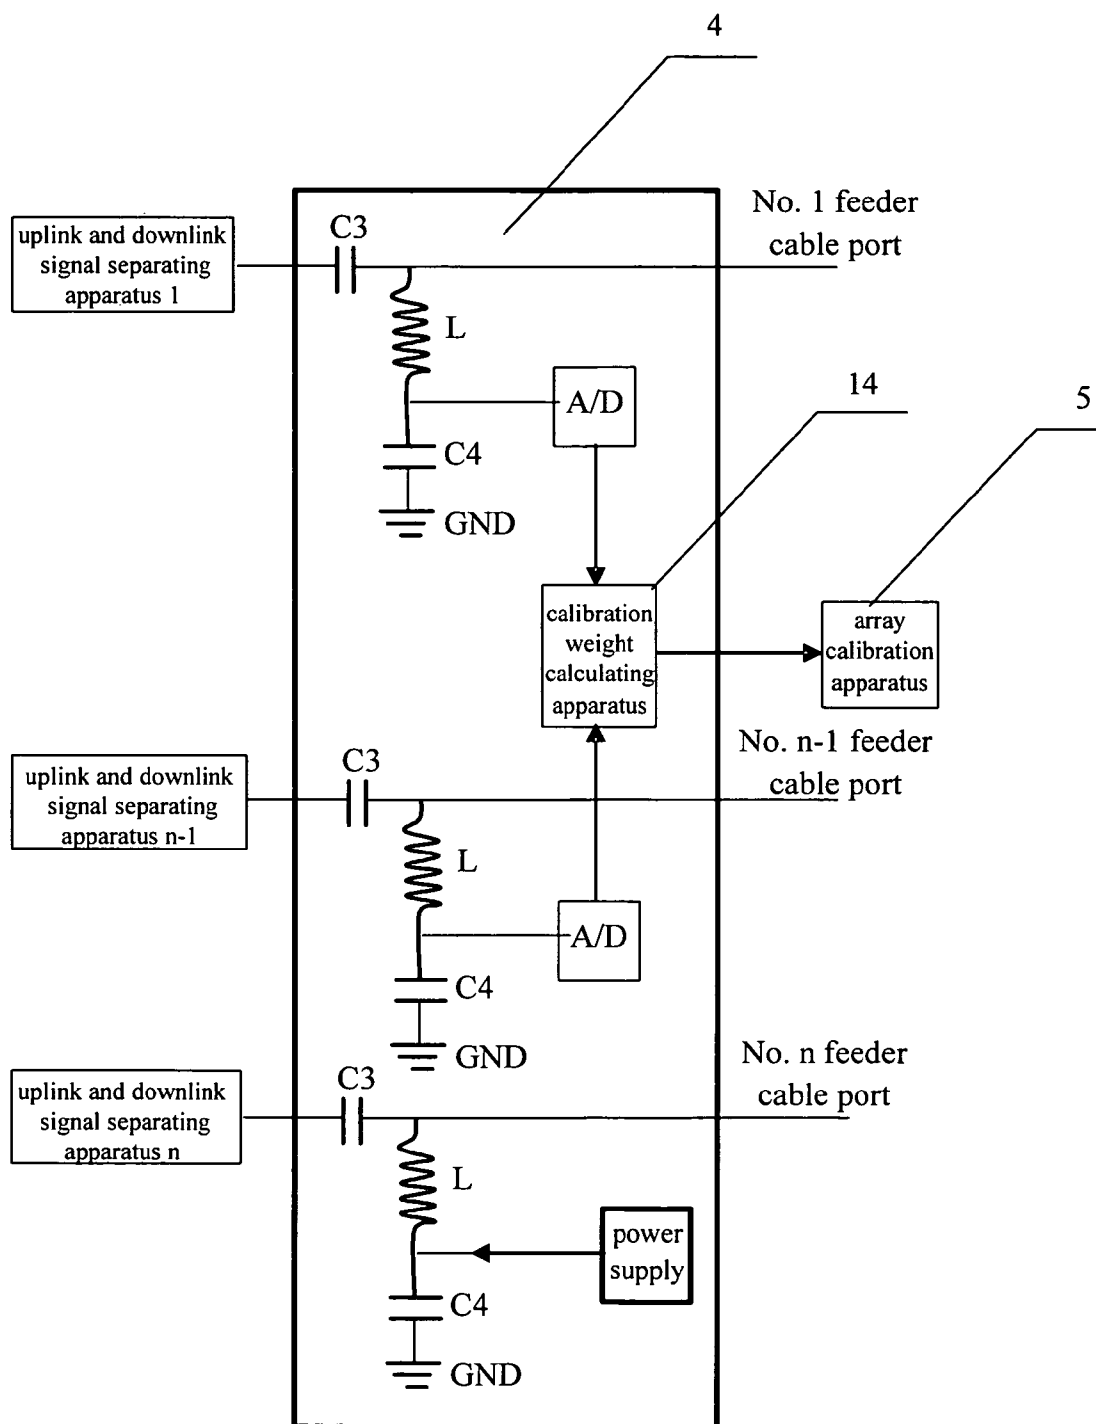 4
No. 1 feeder
cable port
uplink and downlink
signal separating
apparatus 1
C3
L
A/D
14
5
C4
GND
calibration
weight
calculating
apparatus
array
calibration
apparatus
No. n-1 feeder
cable port
C3
uplink and downlink
signal separating
apparatus n-1
L
A/D
C4
GND
No. n feeder
cable port
C3
uplink and downlink
signal separating
apparatus n
L
power
supply
C4
GND